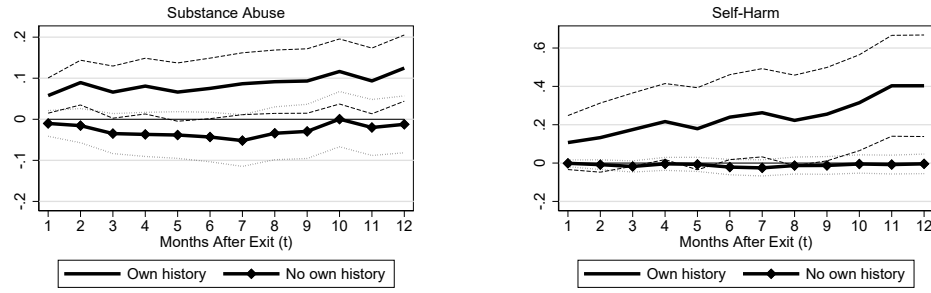 Substance Abuse
.2
.1
0
-.1
-.2
1 2 3 4 5 6 7 8 9 10 11 12
Months After Exit (t)
Own history No own history
Self-Harm
.6
.4
.2
0
-.2
1 2 3 4 5 6 7 8 9 10 11 12
Months After Exit (t)
Own history No own history